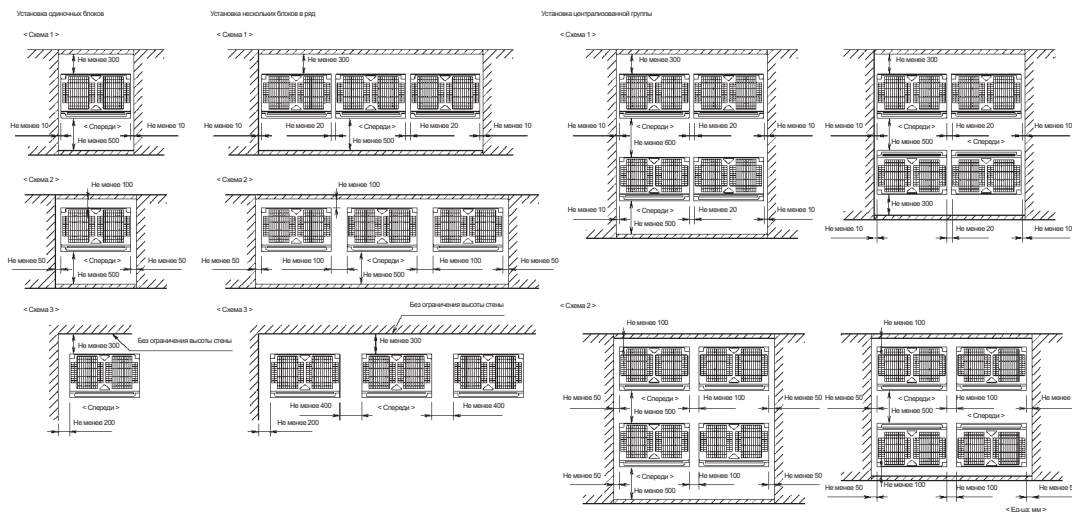 Установка одиночных блоков
< Схема 1 >
Не менее 300
< Спереди >
Не менее 10
Не менее 10
Не менее 500
< Схема 2 >
Не менее 100
Не менее 50
< Спереди >
Не менее 50
Не менее 500
< Схема 3 >
Не менее 300
Без ограничения высоты стены
< Спереди >
Не менее 200
Установка нескольких блоков в ряд
< Схема 1 >
Не менее 300
< Спереди >
Не менее 10
Не менее 20
Не менее 20
Не менее 10
Не менее 500
< Схема 2 >
Не менее 100
Не менее 50
Не менее 100
< Спереди >
Не менее 100
Не менее 50
Не менее 500
< Схема 3 >
Без ограничения высоты стены
Не менее 300
Не менее 400
< Спереди >
Не менее 400
Не менее 200
Установка централизованной группы
< Схема 1 >
Не менее 300
< Спереди >
Не менее 10
Не менее 20
Не менее 10
Не менее 600
< Спереди >
Не менее 10
Не менее 20
Не менее 10
Не менее 500
Не менее 300
< Спереди >
Не менее 10
Не менее 20
Не менее 10
Не менее 500
< Спереди >
Не менее 300
Не менее 10
Не менее 20
Не менее 10
< Схема 2 >
Не менее 100
Не менее 50
< Спереди >
Не менее 100
Не менее 50
Не менее 500
Не менее 50
< Спереди >
Не менее 100
Не менее 50
Не менее 500
Не менее 100
Не менее 50
< Спереди >
Не менее 100
Не менее
Не менее 500
Не менее 50
Не менее 100
Не менее 100
Не менее 50
< Ед-ца: мм >